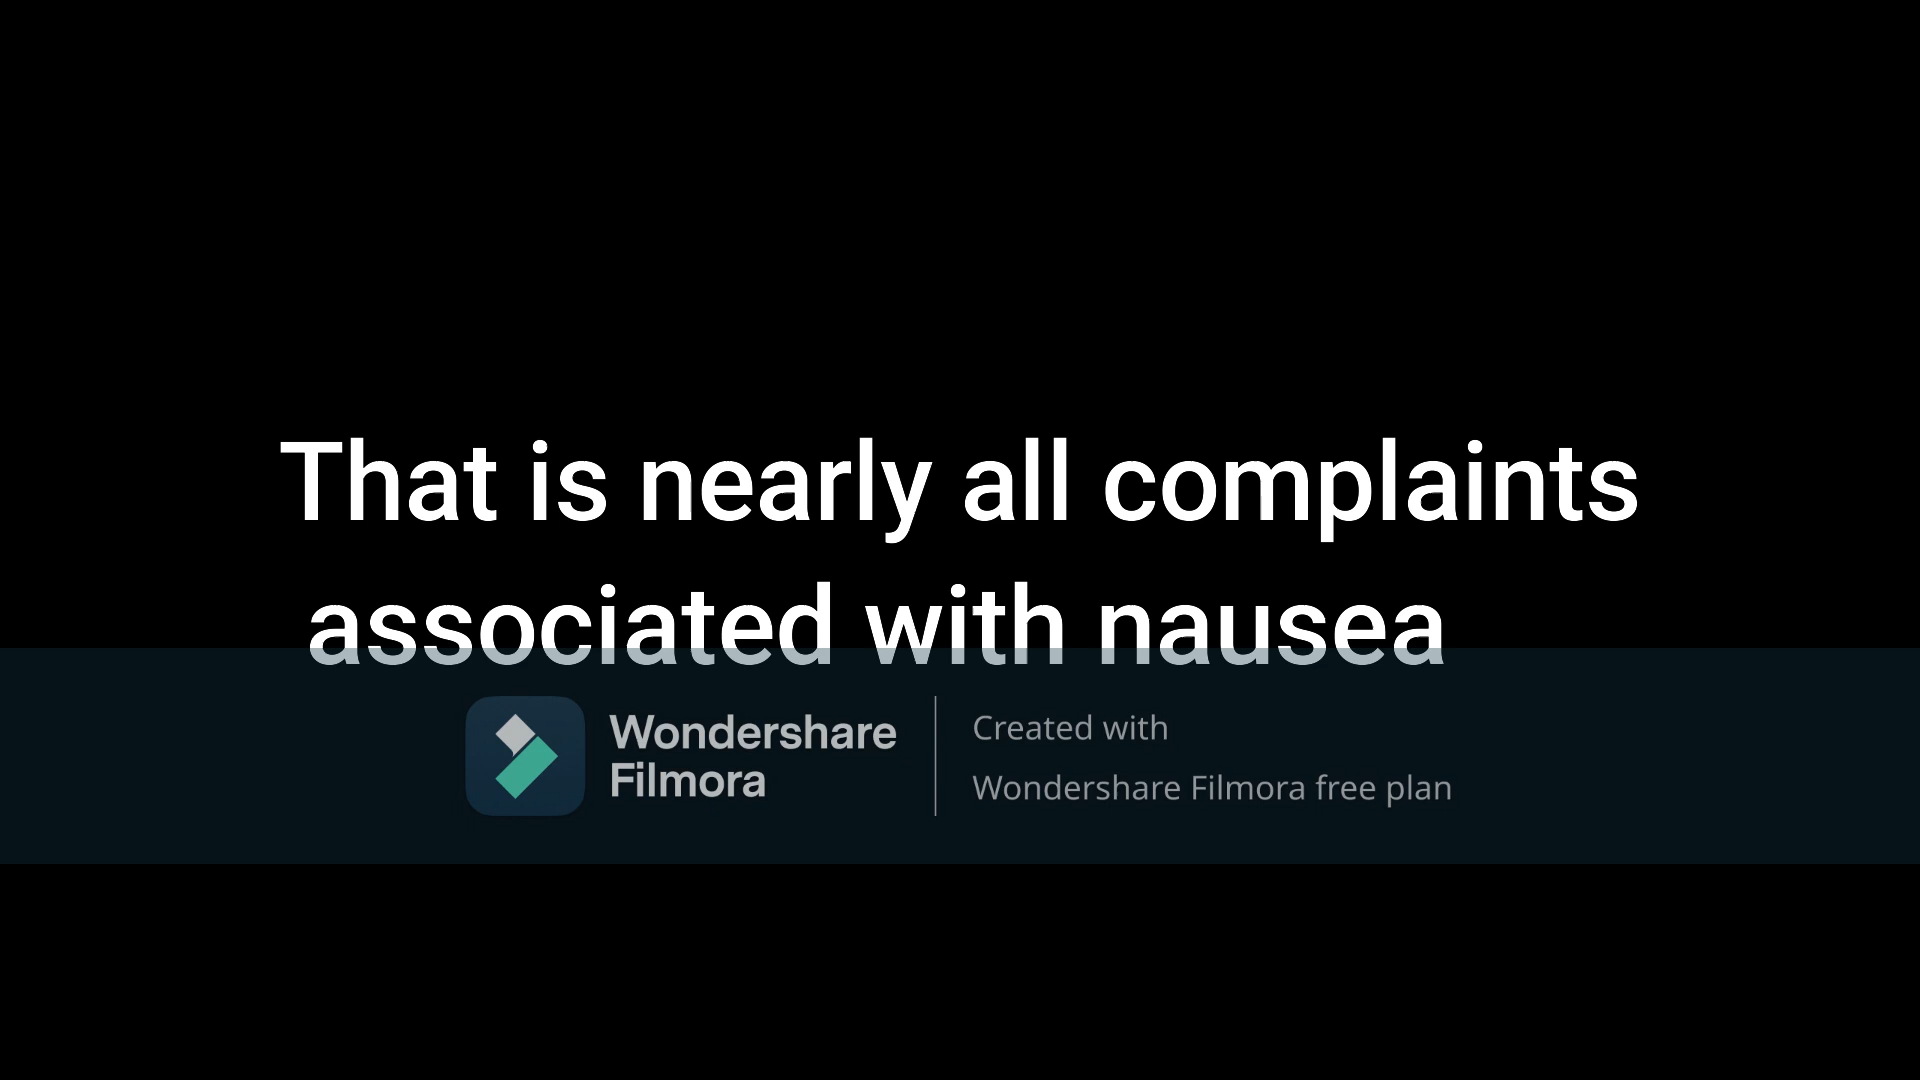 That is nearly all complaints
associated with nausea
Wondershare
Filmora
Created with
Wondershare Filmora free plan